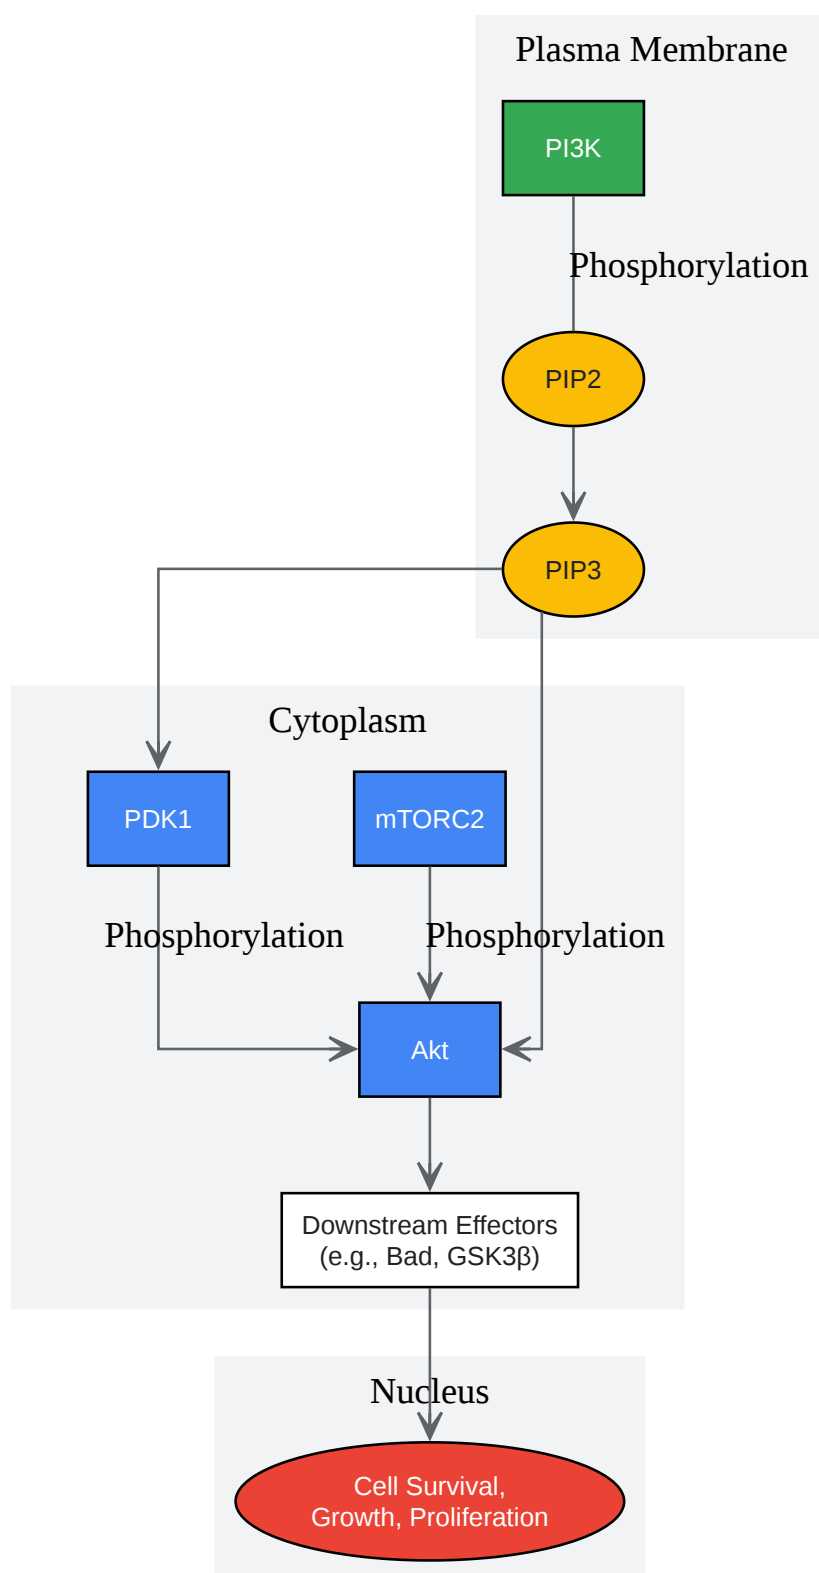 Plasma Membrane
PI3K
Phosphorylation
PIP2
PIP3
Cytoplasm
PDK1
mTORC2
Phosphorylation
Phosphorylation
Akt
Downstream Effectors
(e.g., Bad, GSK3β)
Nucleus
Cell Survival,
Growth, Proliferation